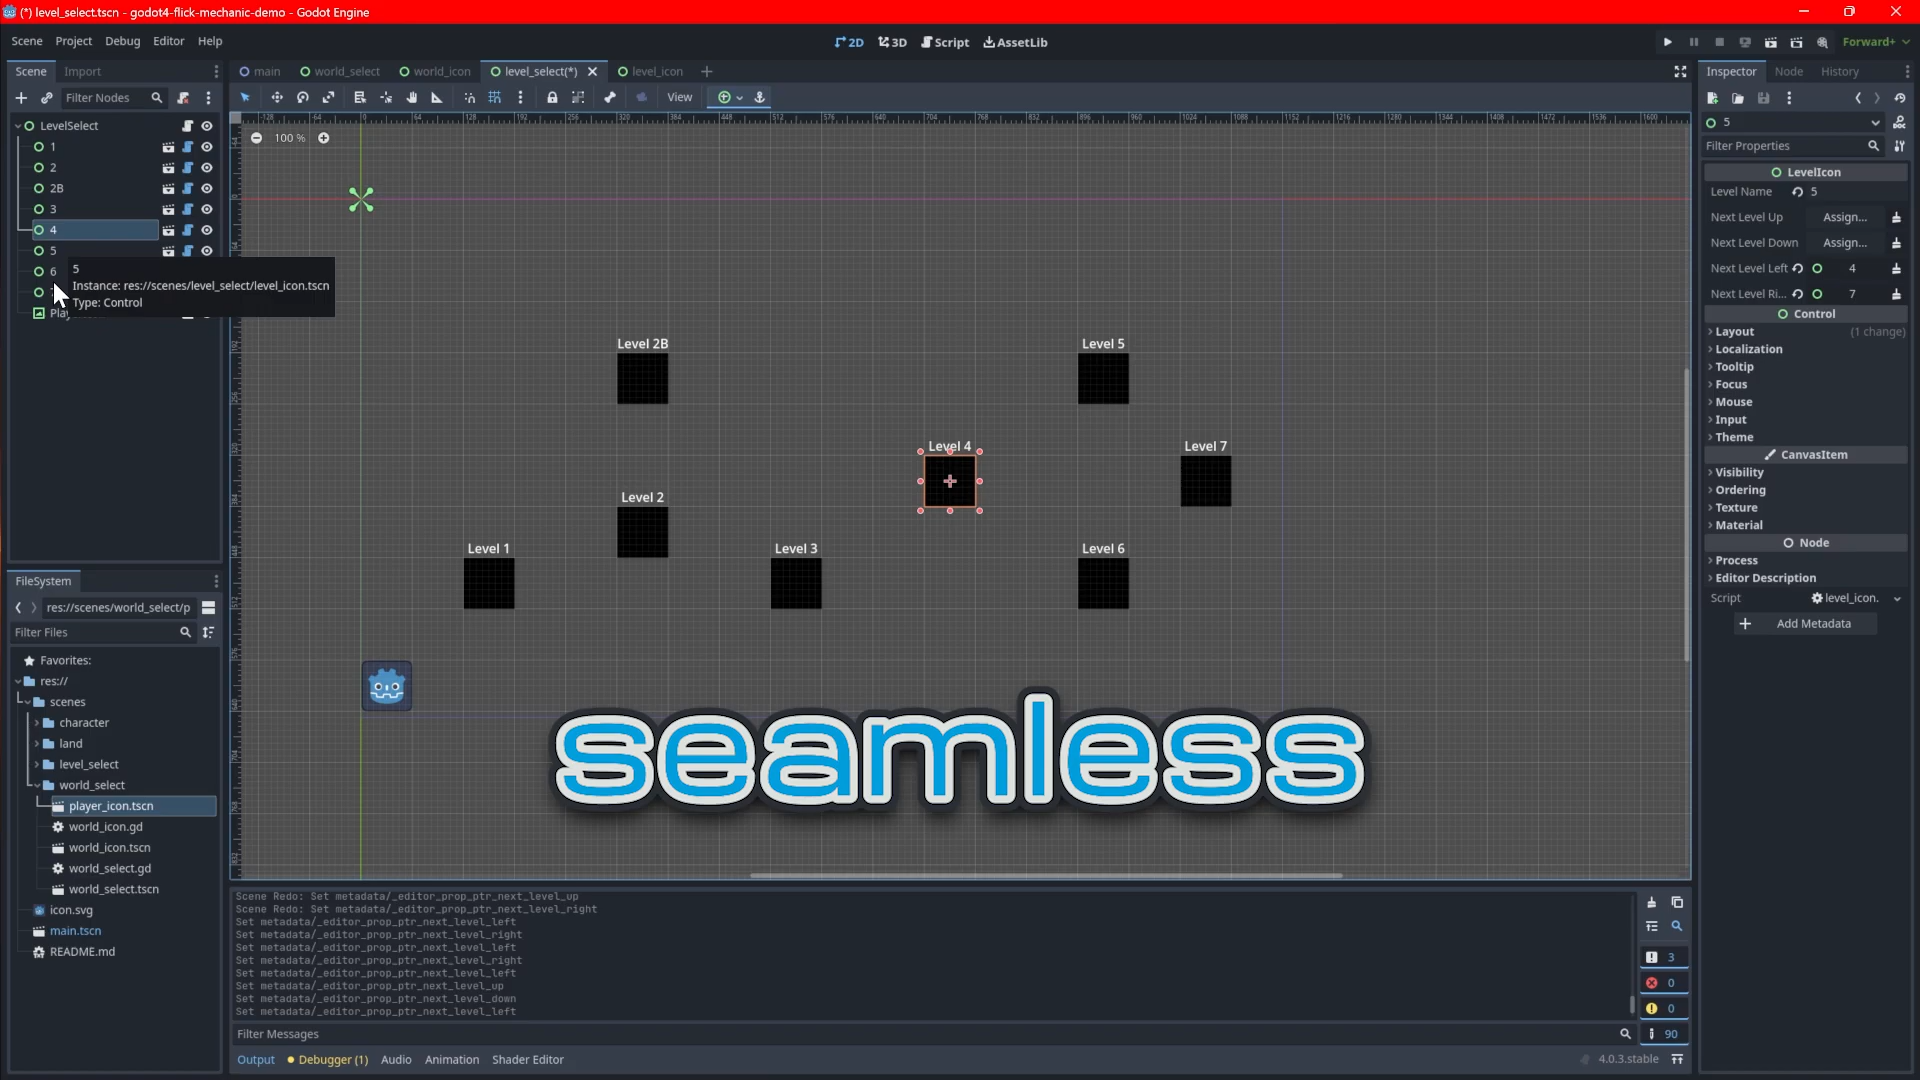 (*) level_select.tscn - godot4-flick-mechanic-demo - Godot Engine
Scene Project Debug Editor Help
2D 3D Script AssetLib
Forward+
Scene Import
main world_select world_icon level_select(*) level_icon
Inspector Node History
Filter Nodes
View
LevelSelect
1
2
2B
3
4
5
6
5
Instance: res://scenes/level_select/level_icon.tscn
Type: Control
100 %
Level 2B
Level 5
Level 4
Level 7
Level 2
Level 1
Level 3
Level 6
seamless
5
Filter Properties
LevelIcon
Level Name 5
Next Level Up Assign...
Next Level Down Assign...
Next Level Left 4
Next Level Ri... 7
Control
Layout (1 change)
Localization
Tooltip
Focus
Mouse
Input
Theme
CanvasItem
Visibility
Ordering
Texture
Material
Node
Process
Editor Description
Script level_icon.
Add Metadata
FileSystem
res://scenes/world_select/p
Filter Files
Favorites:
res://
scenes
character
land
level_select
world_select
player_icon.tscn
world_icon.gd
world_icon.tscn
world_select.gd
world_select.tscn
icon.svg
main.tscn
README.md
Scene Redo: Set metadata/_editor_prop_ptr_next_level_up
Scene Redo: Set metadata/_editor_prop_ptr_next_level_right
Set metadata/_editor_prop_ptr_next_level_left
Set metadata/_editor_prop_ptr_next_level_right
Set metadata/_editor_prop_ptr_next_level_left
Set metadata/_editor_prop_ptr_next_level_right
Set metadata/_editor_prop_ptr_next_level_left
Set metadata/_editor_prop_ptr_next_level_up
Set metadata/_editor_prop_ptr_next_level_down
Set metadata/_editor_prop_ptr_next_level_left
Filter Messages
3
0
0
90
Output Debugger (1) Audio Animation Shader Editor
4.0.3.stable